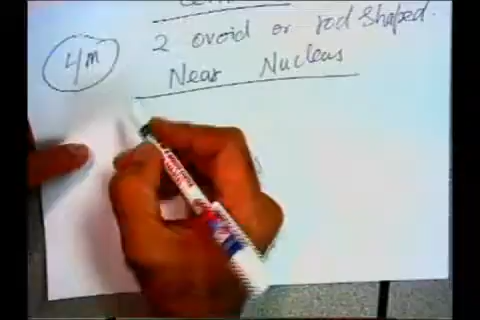 2 ovoid or rod shaped.
4m
Near Nucleus